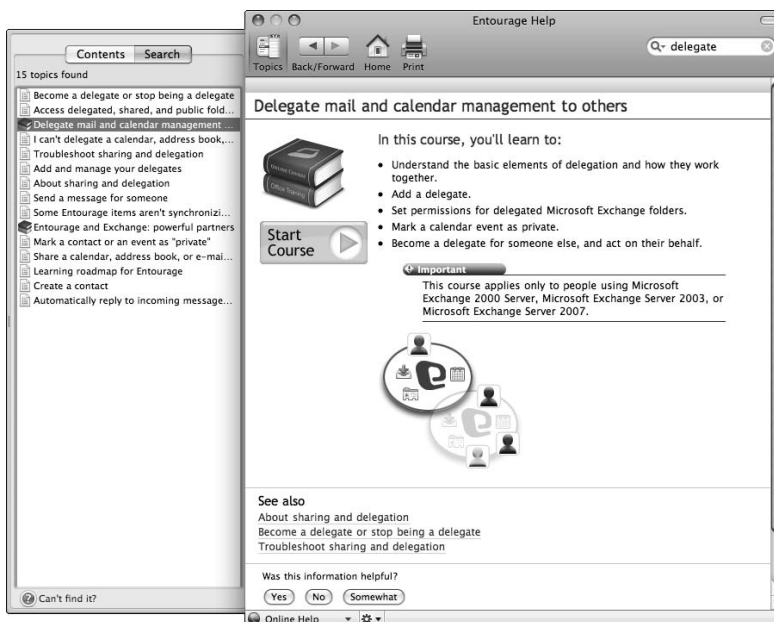 Contents Search
15 topics found
Become a delegate or stop being a delegate
Access delegated, shared, and public fold...
Delegate mail and calendar management ...
I can't delegate a calendar, address book,...
Troubleshoot sharing and delegation
Add and manage your delegates
About sharing and delegation
Send a message for someone
Some Entourage items aren't synchronizi...
Entourage and Exchange: powerful partners
Mark a contact or an event as "private"
Share a calendar, address book, or e-mai...
Learning roadmap for Entourage
Create a contact
Automatically reply to incoming message...
Can't find it?
Entourage Help
Topics Back/Forward Home Print
delegate
Delegate mail and calendar management to others
In this course, you'll learn to:
• Understand the basic elements of delegation and how they work
together.
• Add a delegate.
• Set permissions for delegated Microsoft Exchange folders.
• Mark a calendar event as private.
• Become a delegate for someone else, and act on their behalf.
Start
Course
Important
This course applies only to people using Microsoft
Exchange 2000 Server, Microsoft Exchange Server 2003, or
Microsoft Exchange Server 2007.
See also
About sharing and delegation
Become a delegate or stop being a delegate
Troubleshoot sharing and delegation
Was this information helpful?
Yes No Somewhat
Online Help